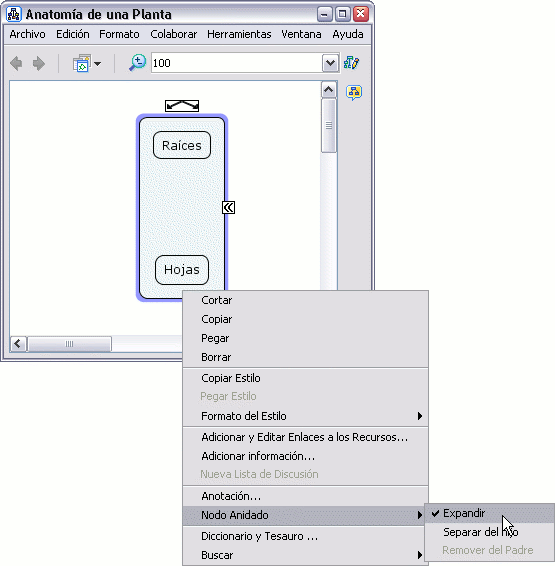 Anatomía de una Planta
Archivo Edición Formato Colaborar Herramientas Ventana Ayuda
100
Raíces
Hojas
Cortar
Copiar
Pegar
Borrar
Copiar Estilo
Pegar Estilo
Formato del Estilo
Adicionar y Editar Enlaces a los Recursos...
Adicionar información...
Nueva Lista de Discusión
Anotación...
Nodo Anidado
Expandir
Separar del hijo
Diccionario y Tesauro ...
Remover del Padre
Buscar